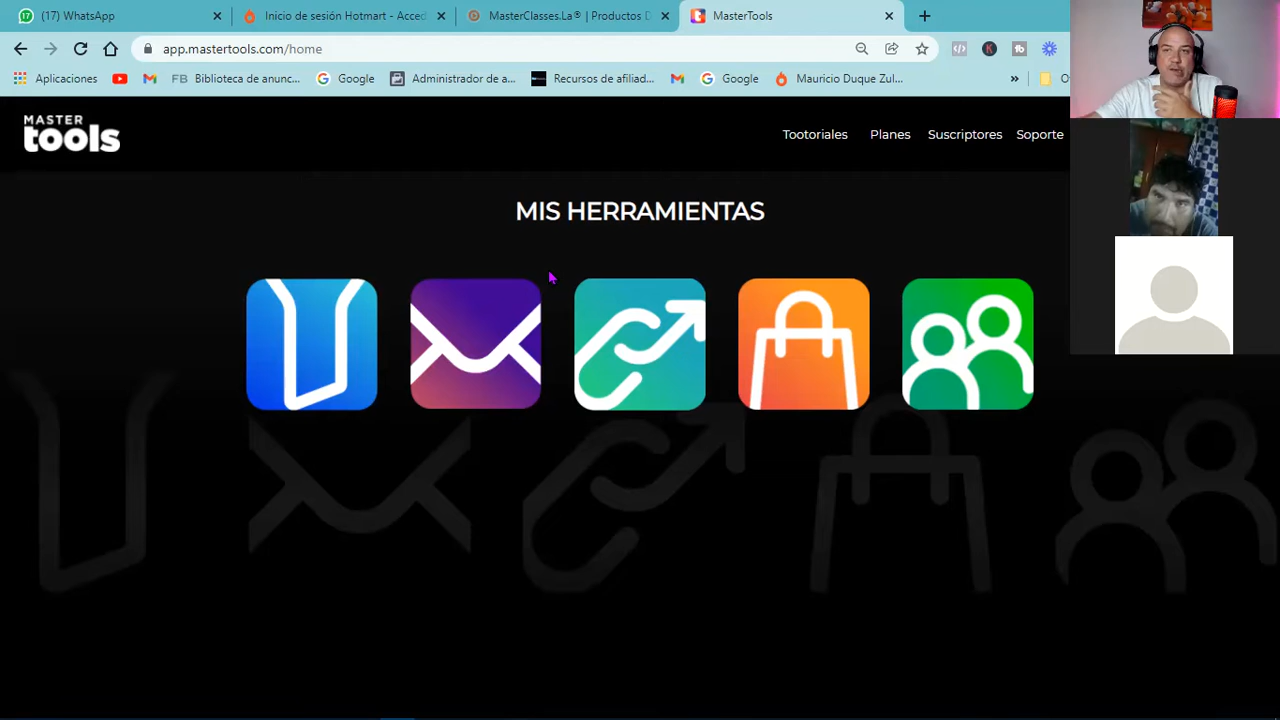 (17) WhatsApp
Inicio de sesión Hotmart - Acced
MasterClasses.La® | Productos D
MasterTools
app.mastertools.com/home
Aplicaciones
FB Biblioteca de anunc...
Google
Administrador de a...
Recursos de afiliad...
Google
Mauricio Duque Zul...
»
MASTER
tools
Tootoriales
Planes
Suscriptores
Soporte
MIS HERRAMIENTAS